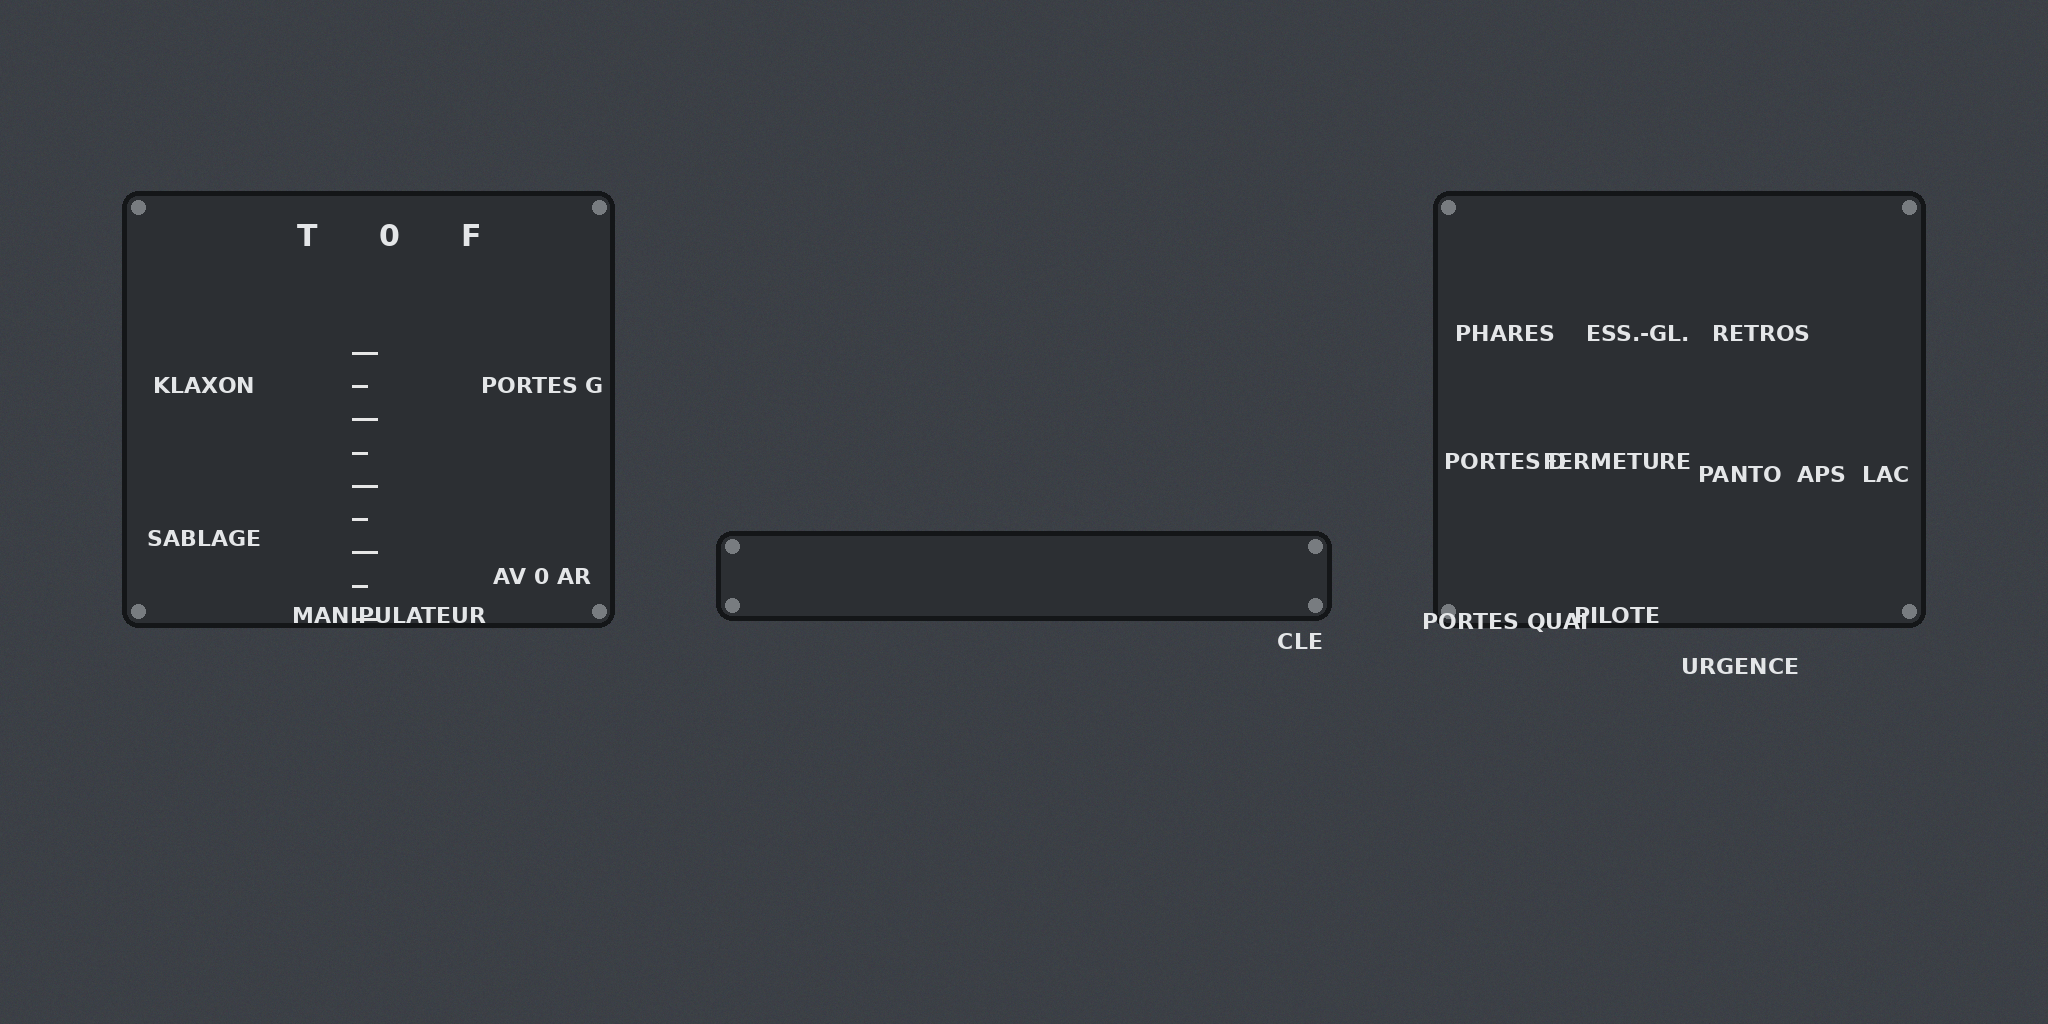 T 0 F
KLAXON
PORTES G
SABLAGE
AV 0 AR
MANIPULATEUR
CLE
PHARES ESS.-GL. RETROS
PORTES D FERMETURE
PANTO APS LAC
PORTES QUAI PILOTE
URGENCE